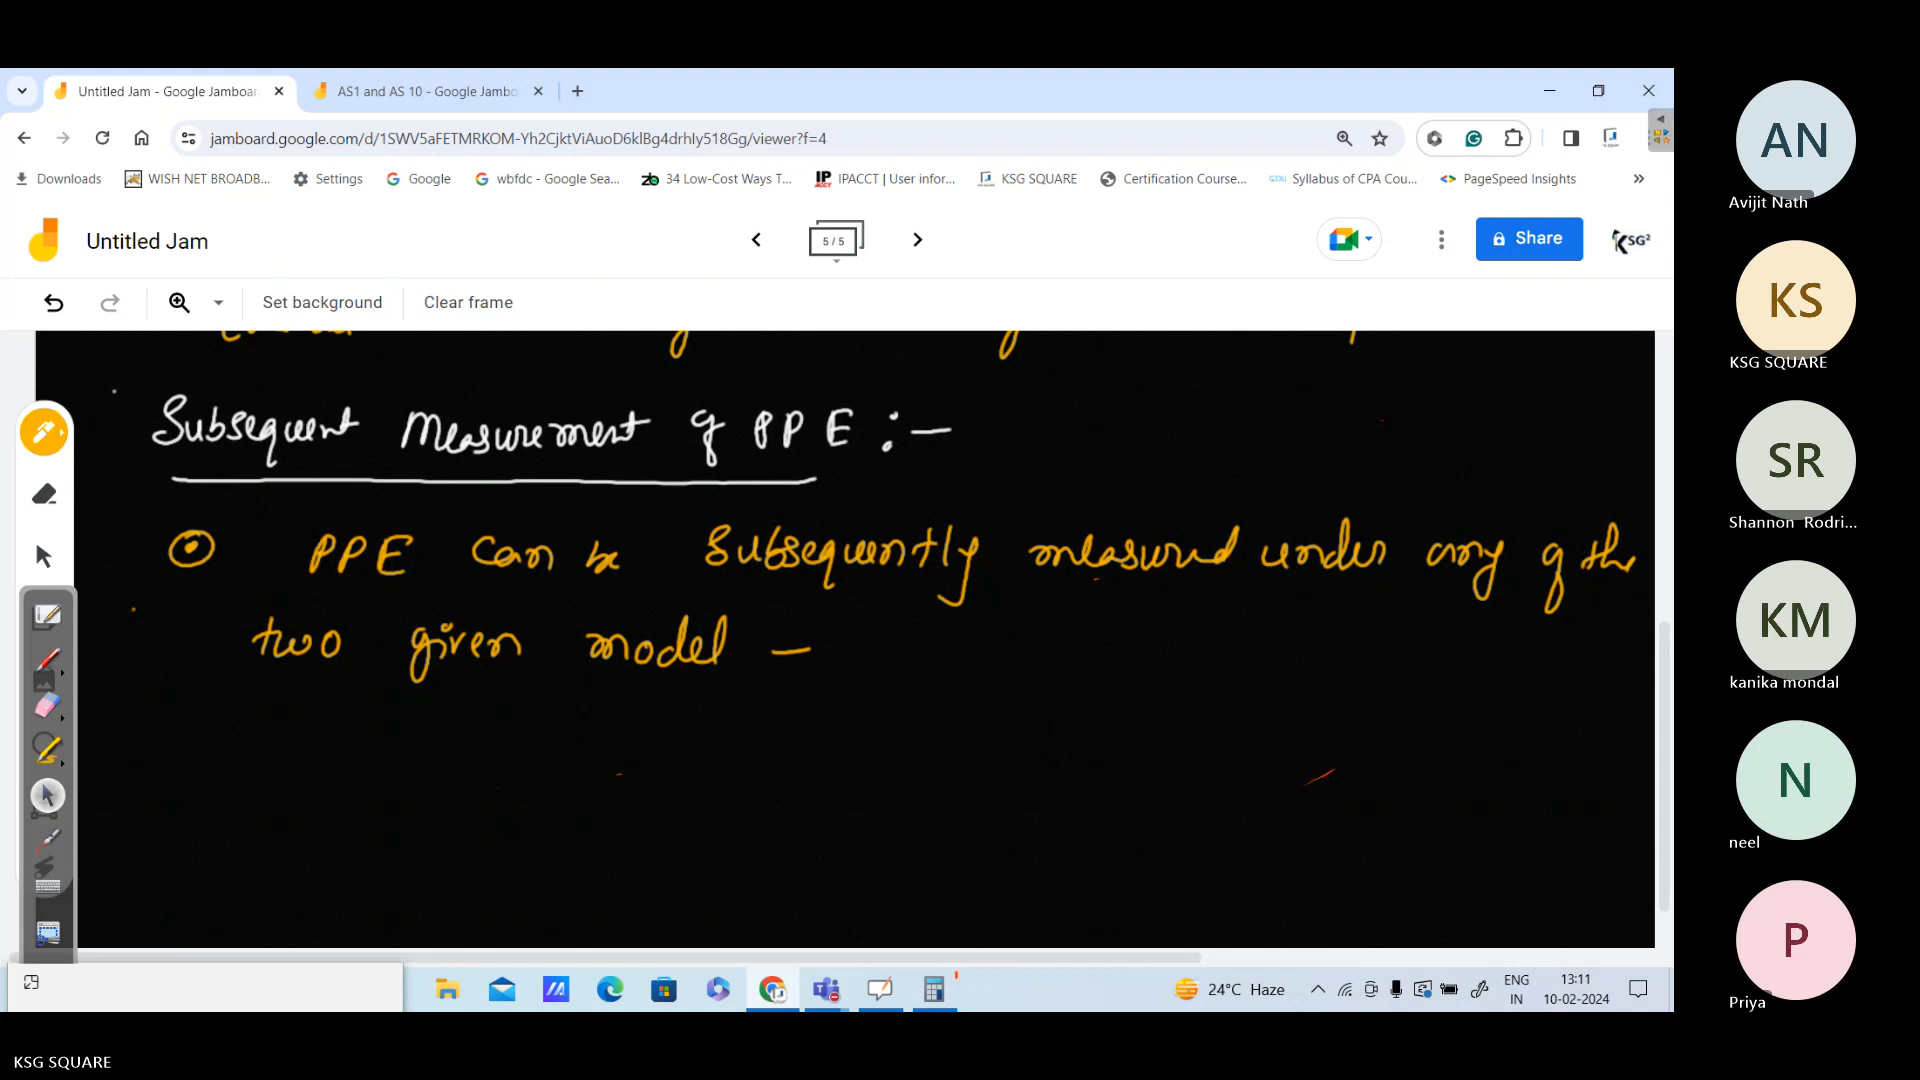 Untitled Jam - Google Jamboar
AS1 and AS 10 - Google Jambo
jamboard.google.com/d/1SWV5aFETMRKOM-Yh2CjktViAuoD6klBg4drhIy518Gg/viewer?f=4
Downloads WISH NET BROADB... Settings Google wbfdc - Google Sea... 34 Low-Cost Ways T... IPACCT | User infor... KSG SQUARE Certification Course... Syllabus of CPA Cou... PageSpeed Insights
Untitled Jam
5 / 5
Share
KSG²
Set background Clear frame
Subsequent Measurement of PPE :-
PPE can be subsequently measured under any of the
two given model -
24°C Haze
ENG
IN
13:11
10-02-2024
KSG SQUARE
AN
Avijit Nath
KS
KSG SQUARE
SR
Shannon Rodri...
KM
kanika mondal
N
neel
P
Priya